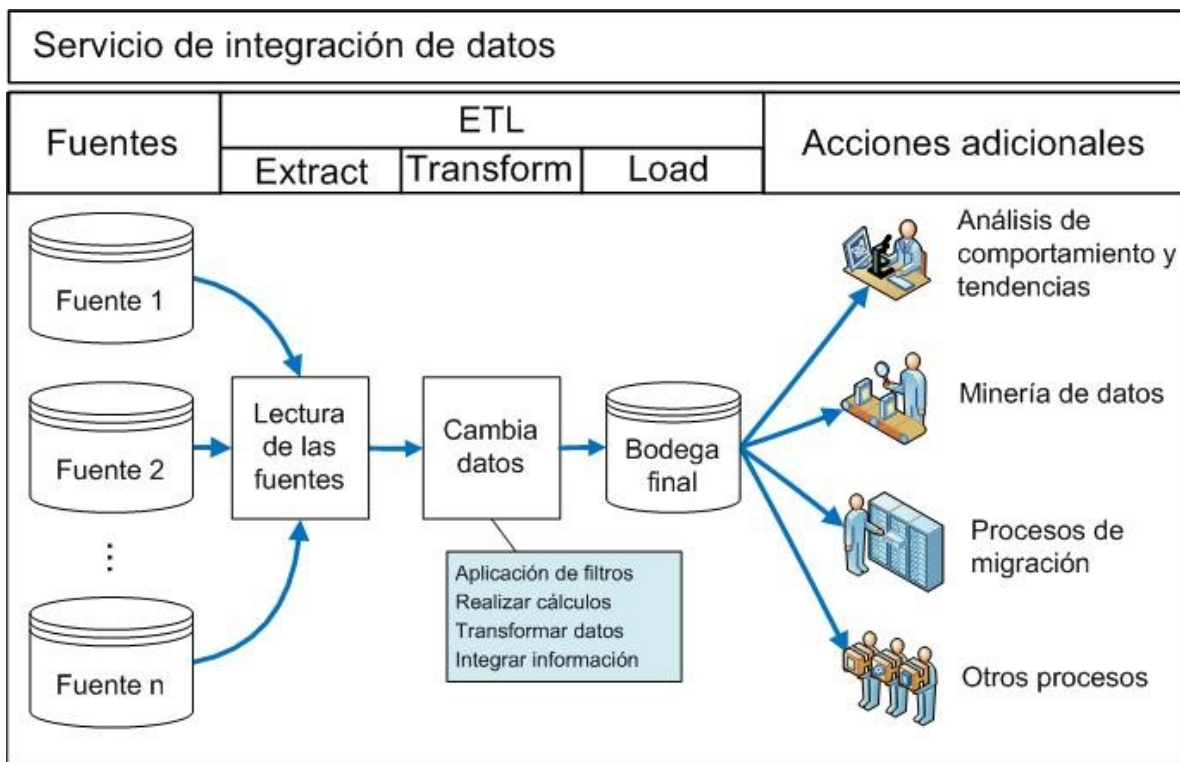 Servicio de integración de datos
Fuentes
ETL
Extract
Transform
Load
Acciones adicionales
Fuente 1
Fuente 2
⋮
Fuente n
Lectura
de las
fuentes
Cambia
datos
Aplicación de filtros
Realizar cálculos
Transformar datos
Integrar información
Bodega
final
Análisis de
comportamiento y
tendencias
Minería de datos
Procesos de
migración
Otros procesos